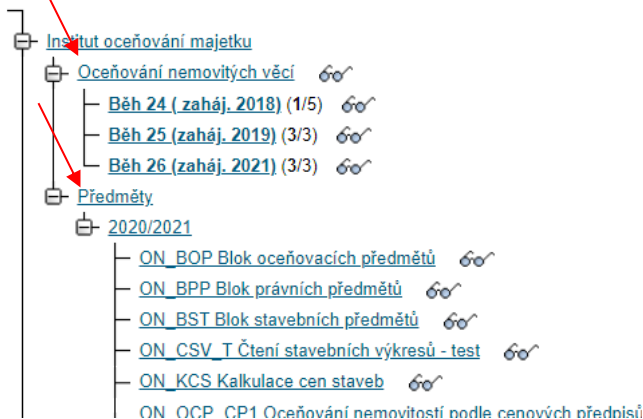 Institut oceňování majetku
Oceňování nemovitých věcí
Běh 24 ( zaháj. 2018) (1/5)
Běh 25 (zaháj. 2019) (3/3)
Běh 26 (zaháj. 2021) (3/3)
Předměty
2020/2021
ON_BOP Blok oceňovacích předmětů
ON_BPP Blok právních předmětů
ON_BST Blok stavebních předmětů
ON_CSV_T Čtení stavebních výkresů - test
ON_KCS Kalkulace cen staveb
ON_OCP_CP1 Oceňování nemovitostí podle cenových předpisů